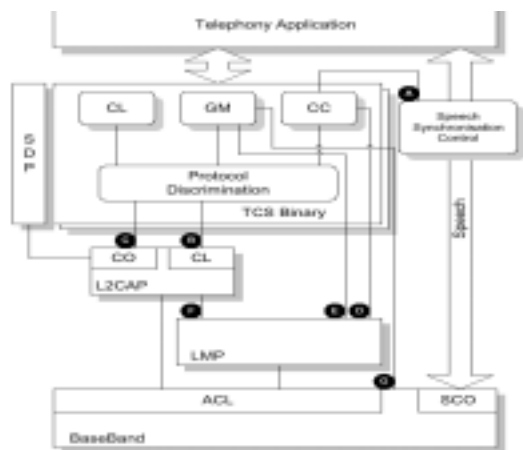 Telephony Application
CL
GM
CC
A
Speech
Synchronisation
Control
S
D
P
Protocol
Discrimination
TCS Binary
Speech
B
CO
CL
L2CAP
F
E
D
LMP
G
ACL
SCO
BaseBand